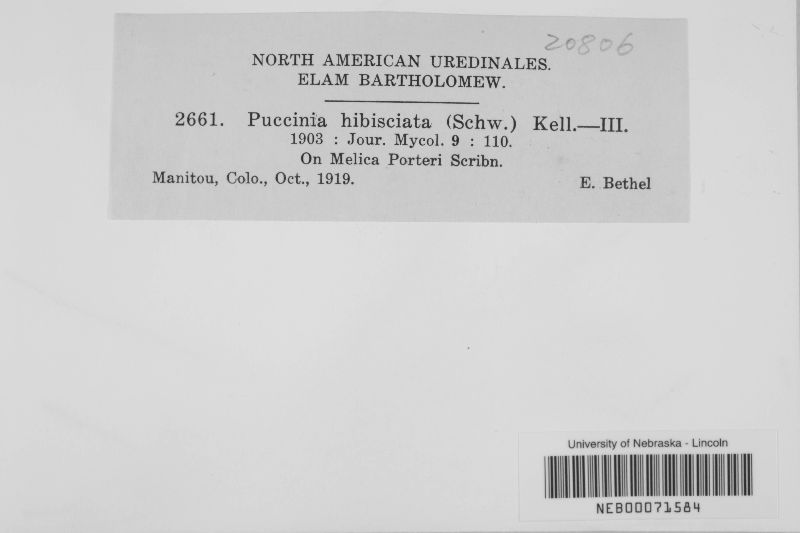 20806
NORTH AMERICAN UREDINALES.
ELAM BARTHOLOMEW.
2661. Puccinia hibisciata (Schw.) Kell.—III.
1903 : Jour. Mycol. 9 : 110.
On Melica Porteri Scribn.
Manitou, Colo., Oct., 1919. E. Bethel
University of Nebraska - Lincoln
NEB00071584